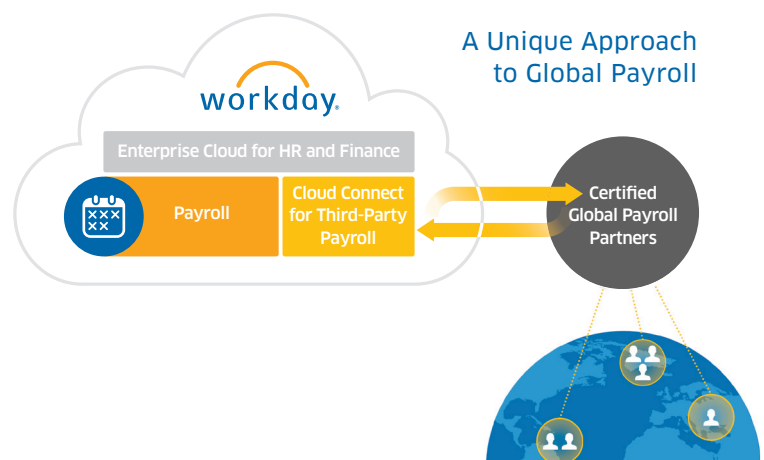 A Unique Approach
to Global Payroll
workday.
Enterprise Cloud for HR and Finance
Payroll
Cloud Connect
for Third-Party
Payroll
Certified
Global Payroll
Partners